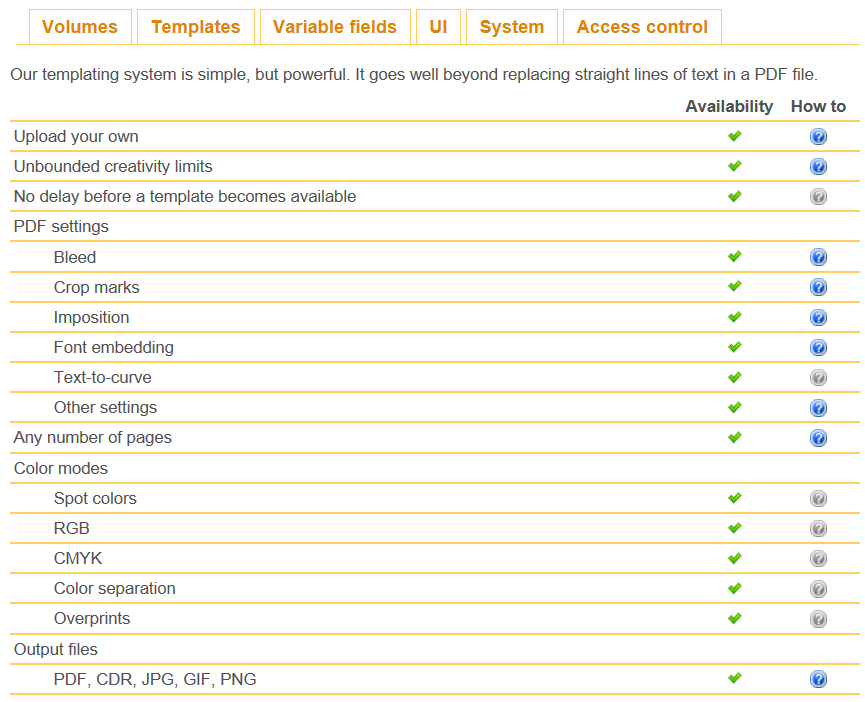 Volumes Templates Variable fields UI System Access control
Our templating system is simple, but powerful. It goes well beyond replacing straight lines of text in a PDF file.
Availability How to
Upload your own
Unbounded creativity limits
No delay before a template becomes available
PDF settings
Bleed
Crop marks
Imposition
Font embedding
Text-to-curve
Other settings
Any number of pages
Color modes
Spot colors
RGB
CMYK
Color separation
Overprints
Output files
PDF, CDR, JPG, GIF, PNG